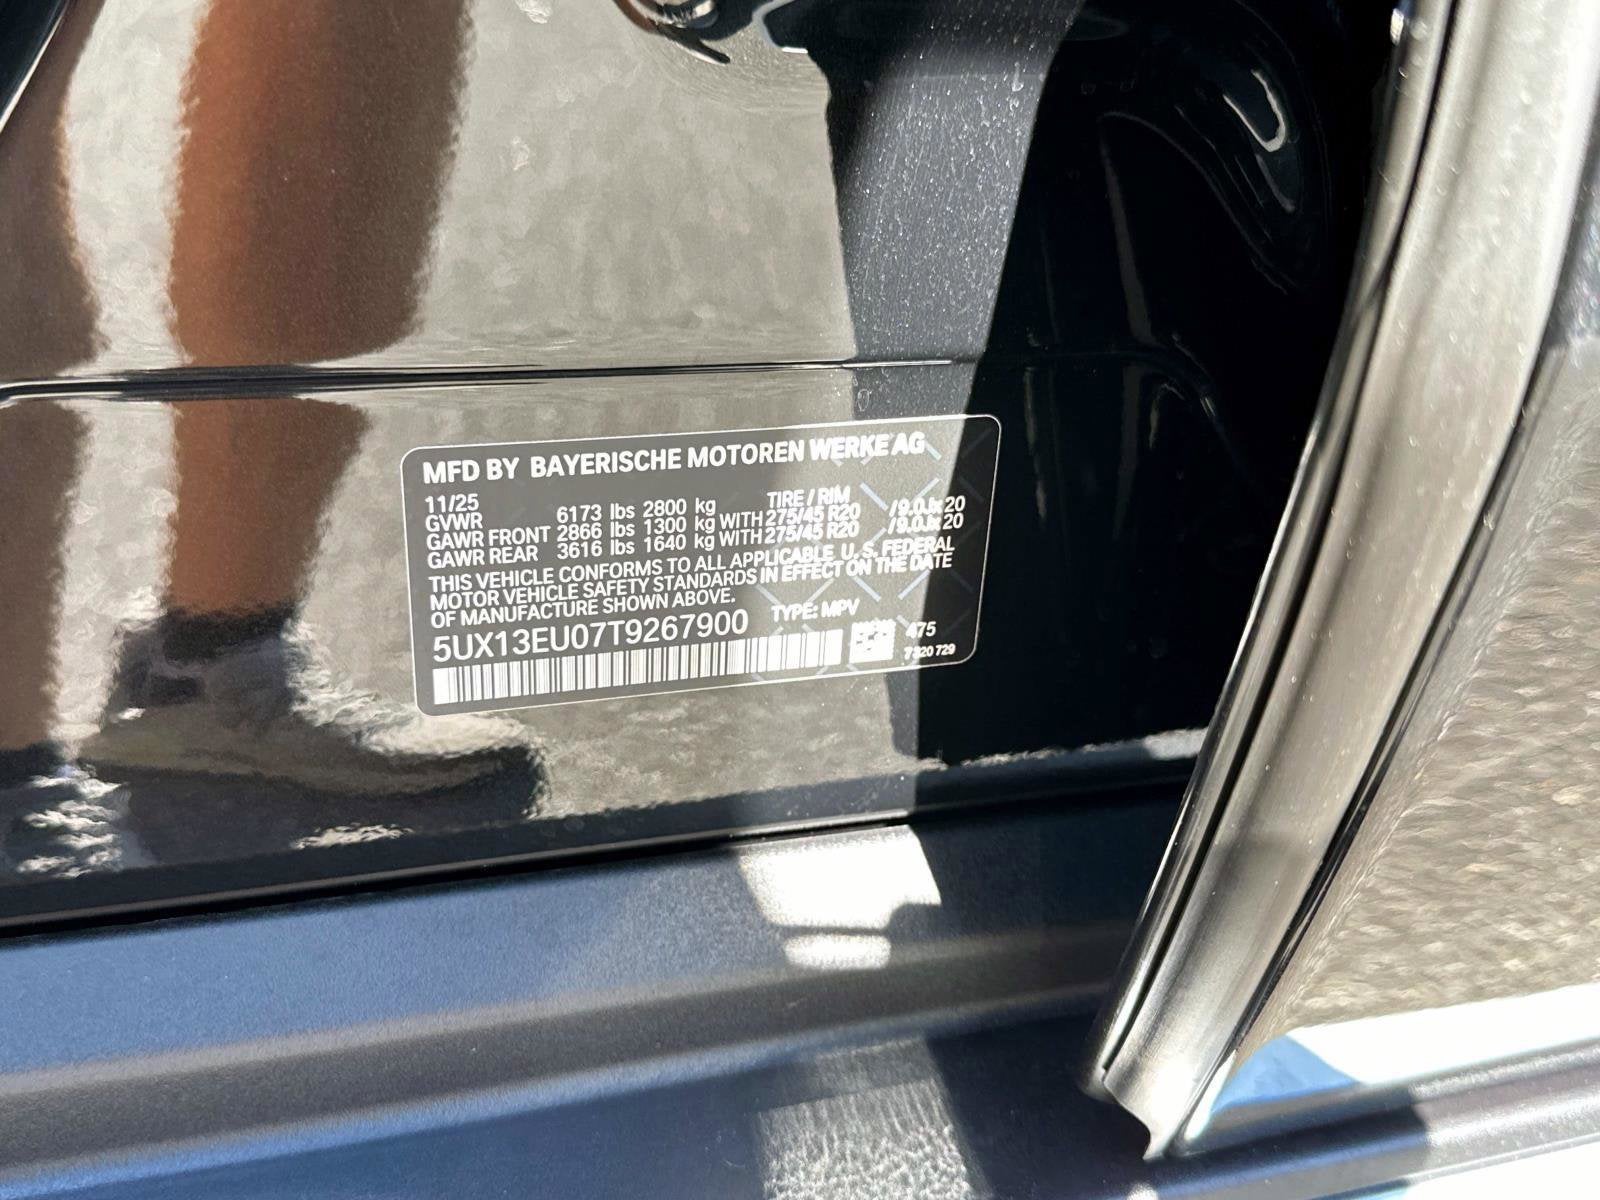 MFD BY BAYERISCHE MOTOREN WERKE AG
11/25 TIRE / RIM
GVWR 6173 lbs 2800 kg
GAWR FRONT 2866 lbs 1300 kg WITH 275/45 R20 /9.0Jx20
GAWR REAR 3616 lbs 1640 kg WITH 275/45 R20 /9.0Jx20
THIS VEHICLE CONFORMS TO ALL APPLICABLE U. S. FEDERAL
MOTOR VEHICLE SAFETY STANDARDS IN EFFECT ON THE DATE
OF MANUFACTURE SHOWN ABOVE.
5UX13EU07T9267900 TYPE: MPV
475
7320 729